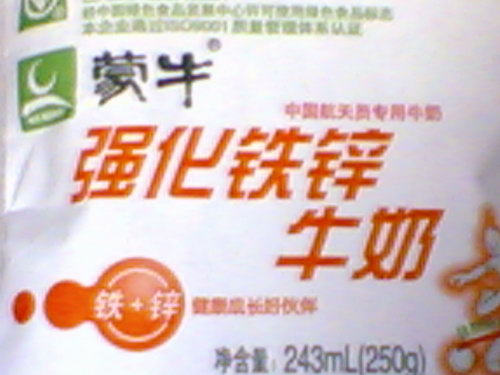 经中国绿色食品发展中心许可使用绿色食品标志
本企业通过ISO9001质量管理体系认证
蒙牛®
中国航天员专用牛奶
强化铁锌
牛奶
铁+锌 健康成长好伙伴
净含量：243mL(250g)